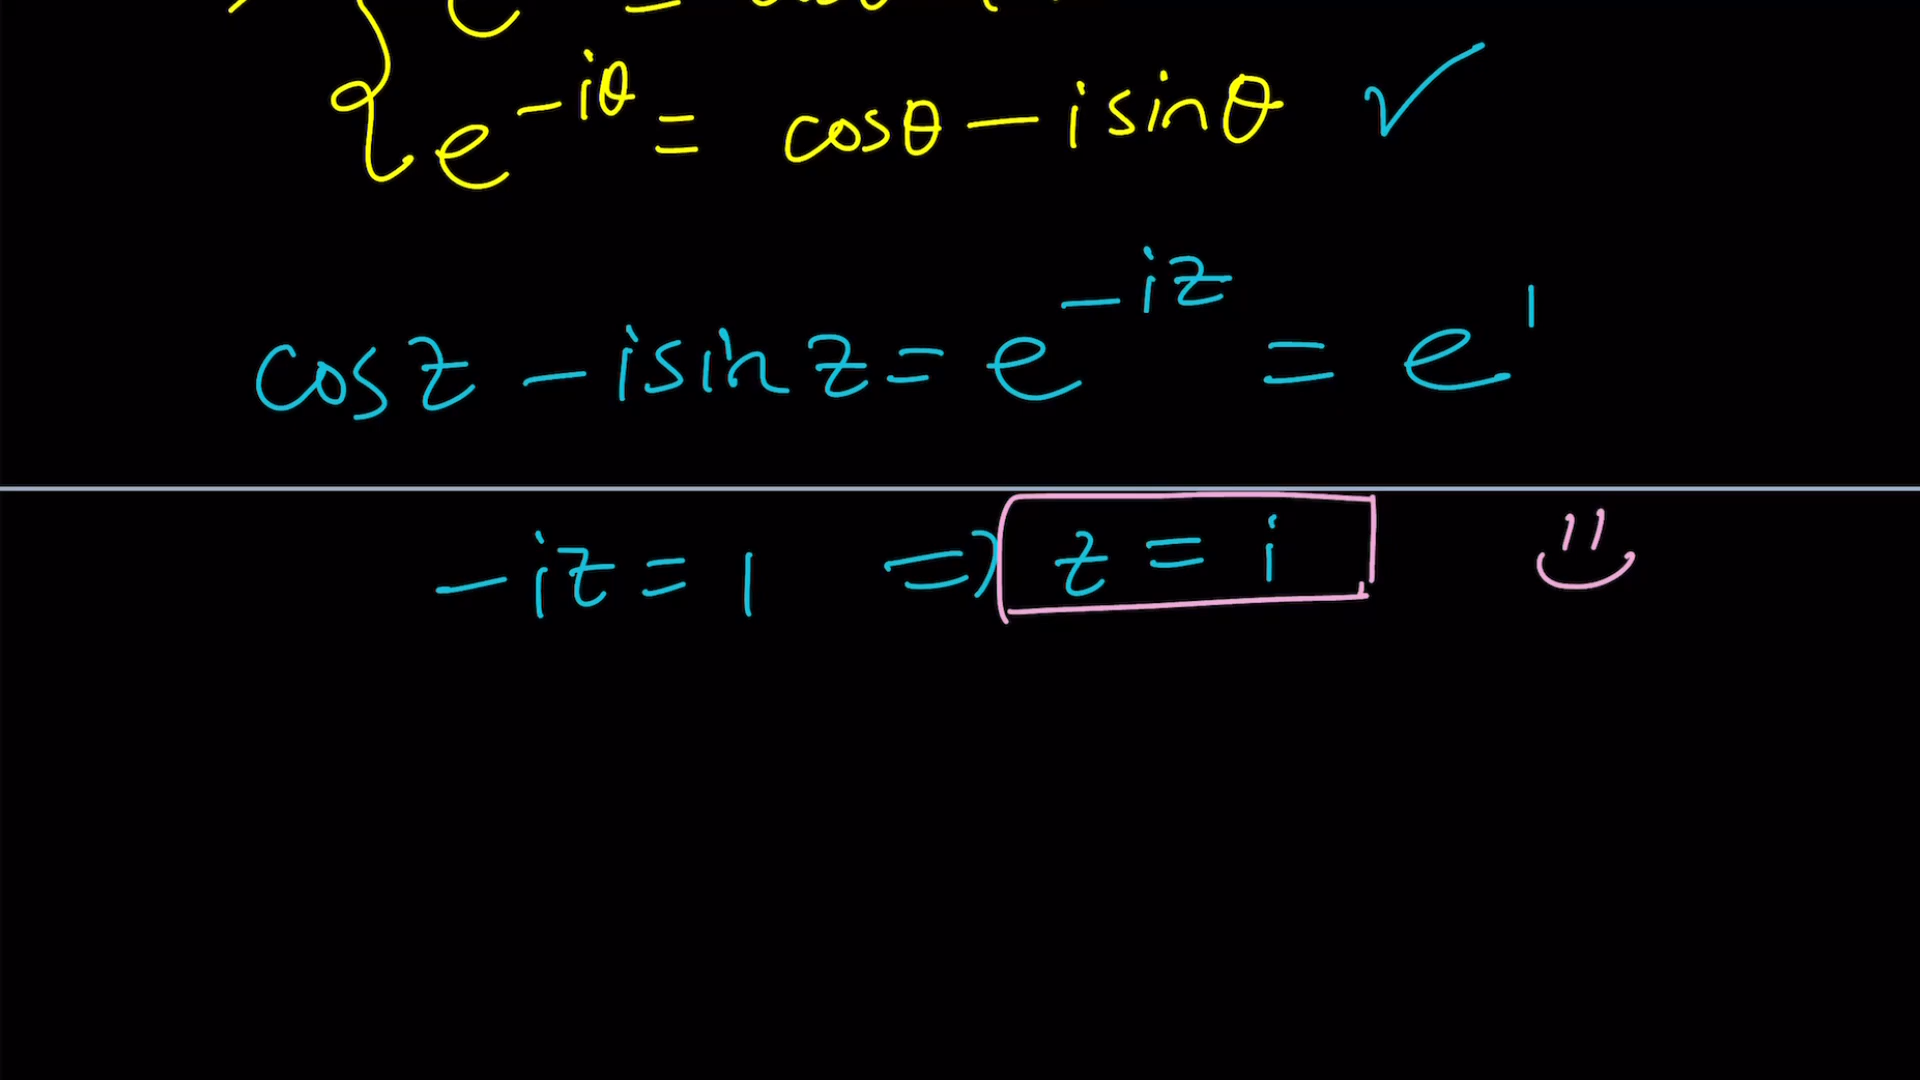 e^{-iθ} = cosθ - i sinθ ✓
cos z - i sin z = e^{-iz} = e^1
-iz = 1 ⇒ z = i